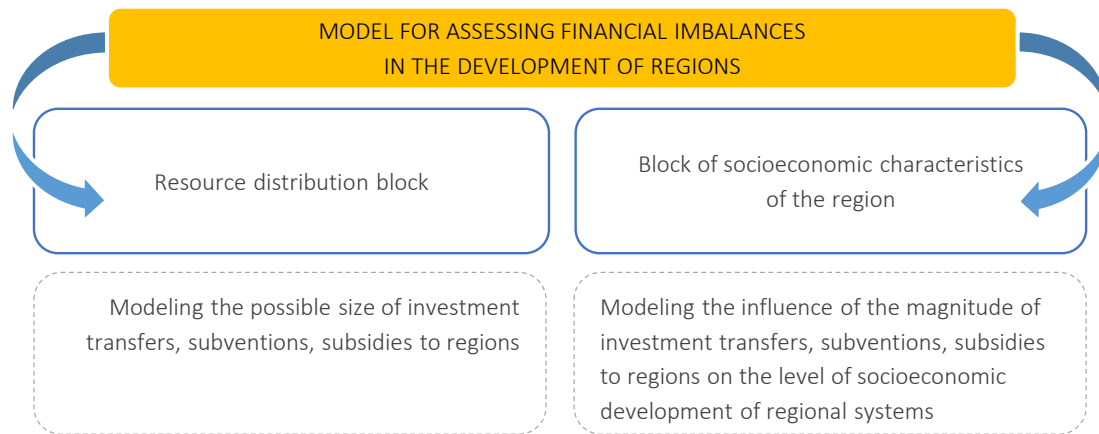 MODEL FOR ASSESSING FINANCIAL IMBALANCES
IN THE DEVELOPMENT OF REGIONS
Resource distribution block
Block of socioeconomic characteristics
of the region
Modeling the possible size of investment
transfers, subventions, subsidies to regions
Modeling the influence of the magnitude of
investment transfers, subventions, subsidies
to regions on the level of socioeconomic
development of regional systems